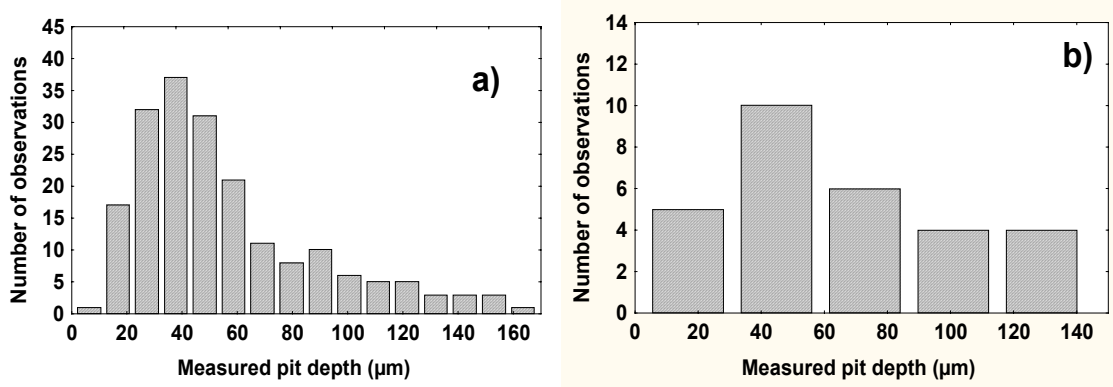 45
40
35
30
25
20
15
10
5
0
Number of observations
a)
0 20 40 60 80 100 120 140 160
Measured pit depth (µm)
14
12
10
8
6
4
2
0
Number of observations
b)
20 40 60 80 100 120 140
Measured pit depth (µm)